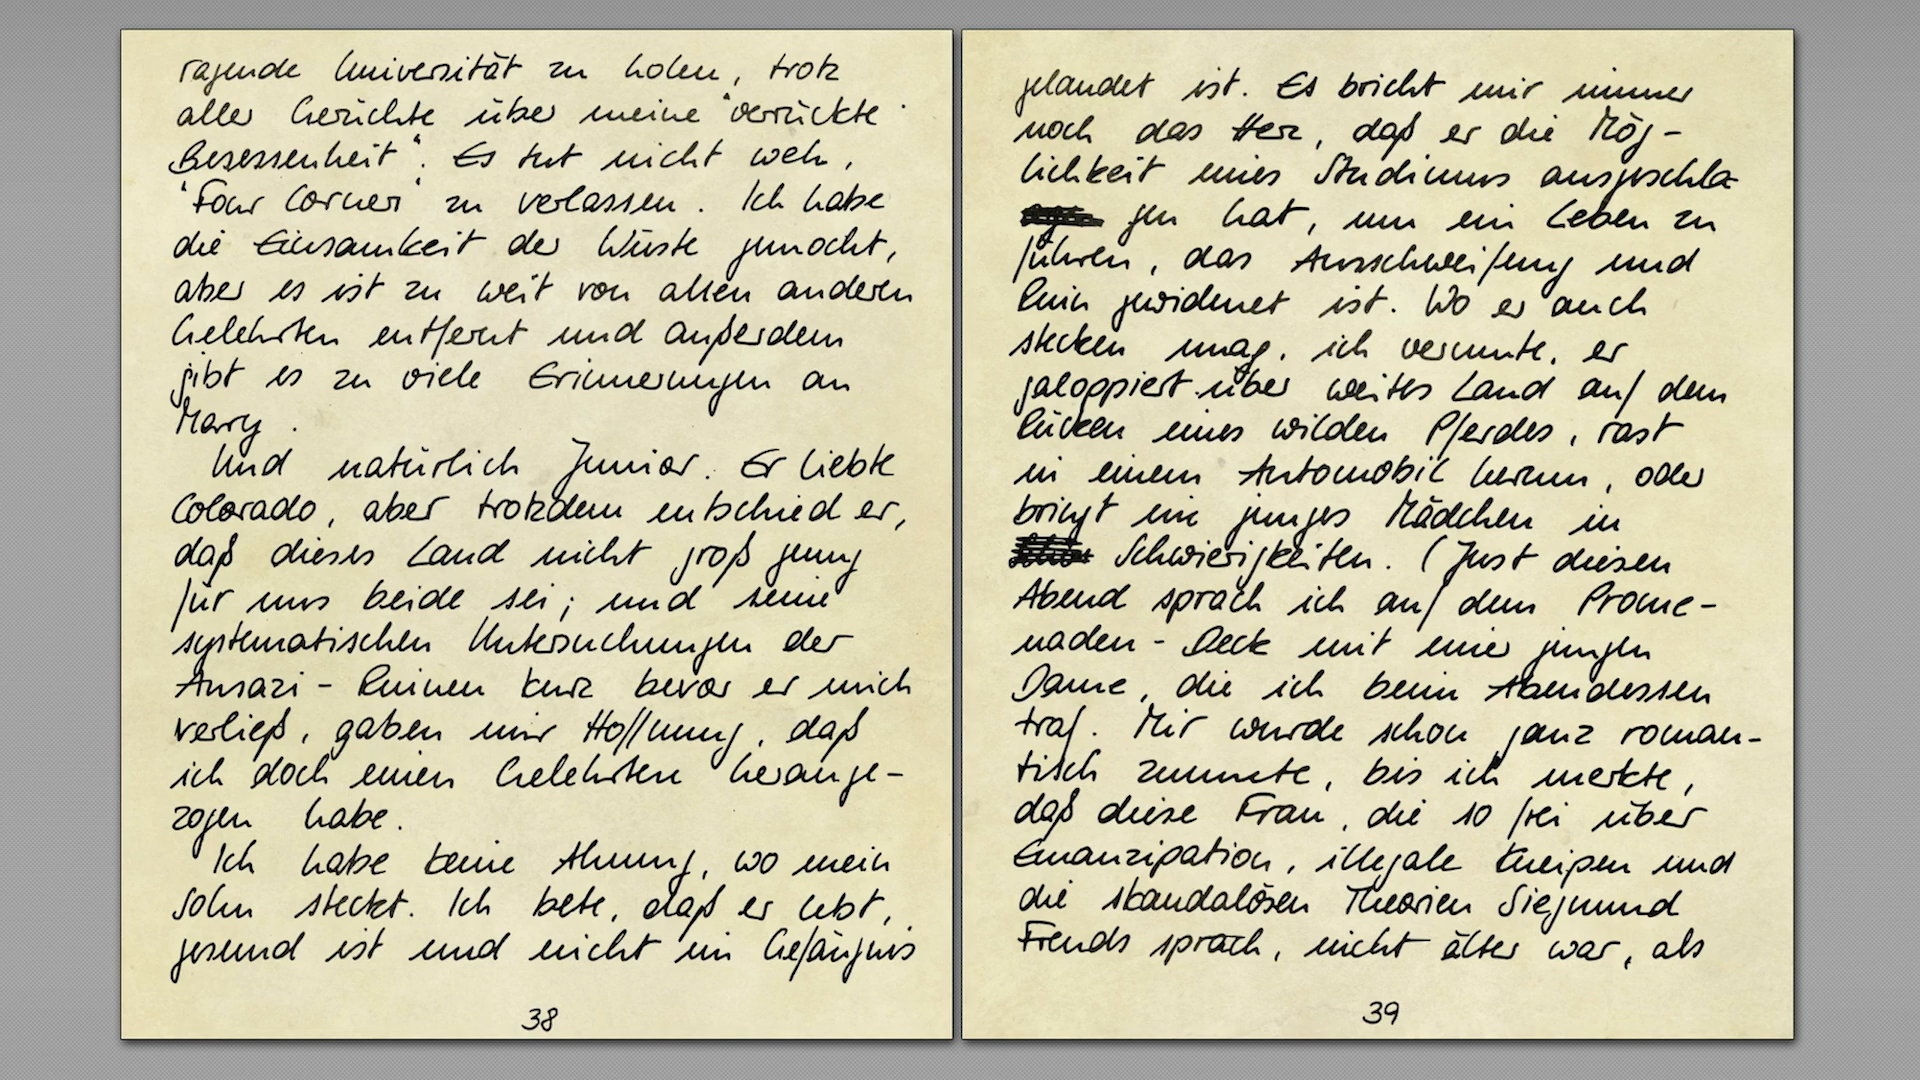 ragende Universität zu holen, trotz
aller Gerüchte über meine "verrückte
Besessenheit". Es tut nicht weh,
"Four Corner" zu verlassen. Ich habe
die Einsamkeit der Wüste gemocht,
aber es ist zu weit von allen anderen
Gelehrten entfernt und außerdem
gibt es zu viele Erinnerungen an
Mary.
Und natürlich Junior. Er liebte
Colorado, aber trotzdem entschied er,
daß dieses Land nicht groß genug
für uns beide sei; und seine
systematischen Untersuchungen der
Ansazi-Ruinen kurz bevor er mich
verließ, gaben mir Hoffnung, daß
ich doch einen Gelehrten herange-
zogen habe.
Ich habe keine Ahnung, wo mein
Sohn steckt. Ich bete, daß er lebt,
gesund ist und nicht im Gefängnis
38
gelandet ist. Es bricht mir immer
noch das Herz, daß er die Mög-
lichkeit eines Studiums ausgeschla-
gen hat, um ein Leben zu
führen, das Ausschweifung und
Ruin gewidmet ist. Wo er auch
stecken mag, ich vermute, er
galoppiert über weites Land auf dem
Rücken eines wilden Pferdes, rast
in einem Automobil herum, oder
bringt ein junges Mädchen in
Schwierigkeiten. (Just diesen
Abend sprach ich auf dem Prome-
naden-Deck mit einer jungen
Dame, die ich beim Abendessen
traf. Mir wurde schon ganz roman-
tisch zumute, bis ich merkte,
daß diese Frau, die so frei über
Emanzipation, illegale Kneipen und
die skandalösen Theorien Siegmund
Freuds sprach, nicht älter war, als
39